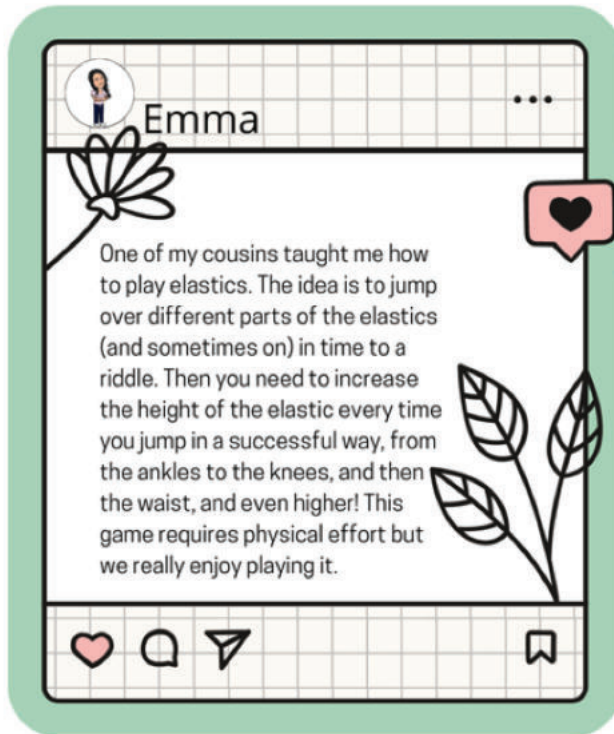 Emma
One of my cousins taught me how
to play elastics. The idea is to jump
over different parts of the elastics
(and sometimes on) in time to a
riddle. Then you need to increase
the height of the elastic every time
you jump in a successful way, from
the ankles to the knees, and then
the waist, and even higher! This
game requires physical effort but
we really enjoy playing it.